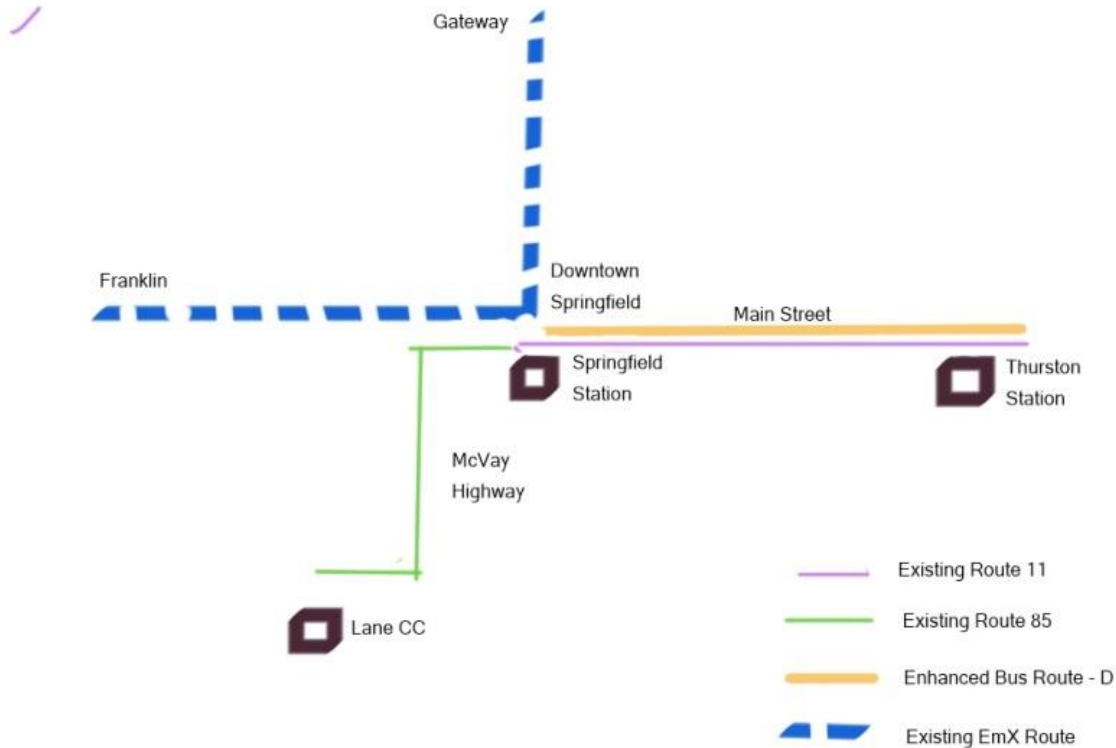 Gateway
Franklin
Downtown
Springfield
Main Street
Springfield
Station
Thurston
Station
McVay
Highway
Lane CC
Existing Route 11
Existing Route 85
Enhanced Bus Route - D
Existing EmX Route